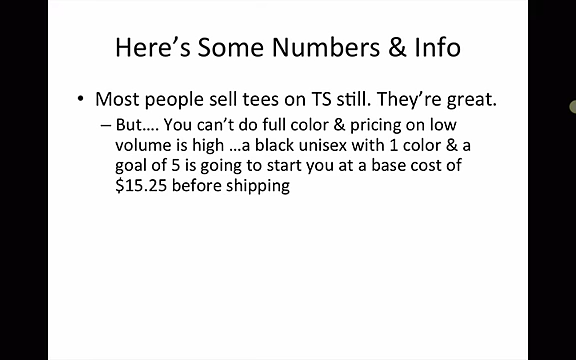 Here's Some Numbers & Info
• Most people sell tees on TS still. They're great.
– But…. You can't do full color & pricing on low
volume is high …a black unisex with 1 color & a
goal of 5 is going to start you at a base cost of
$15.25 before shipping